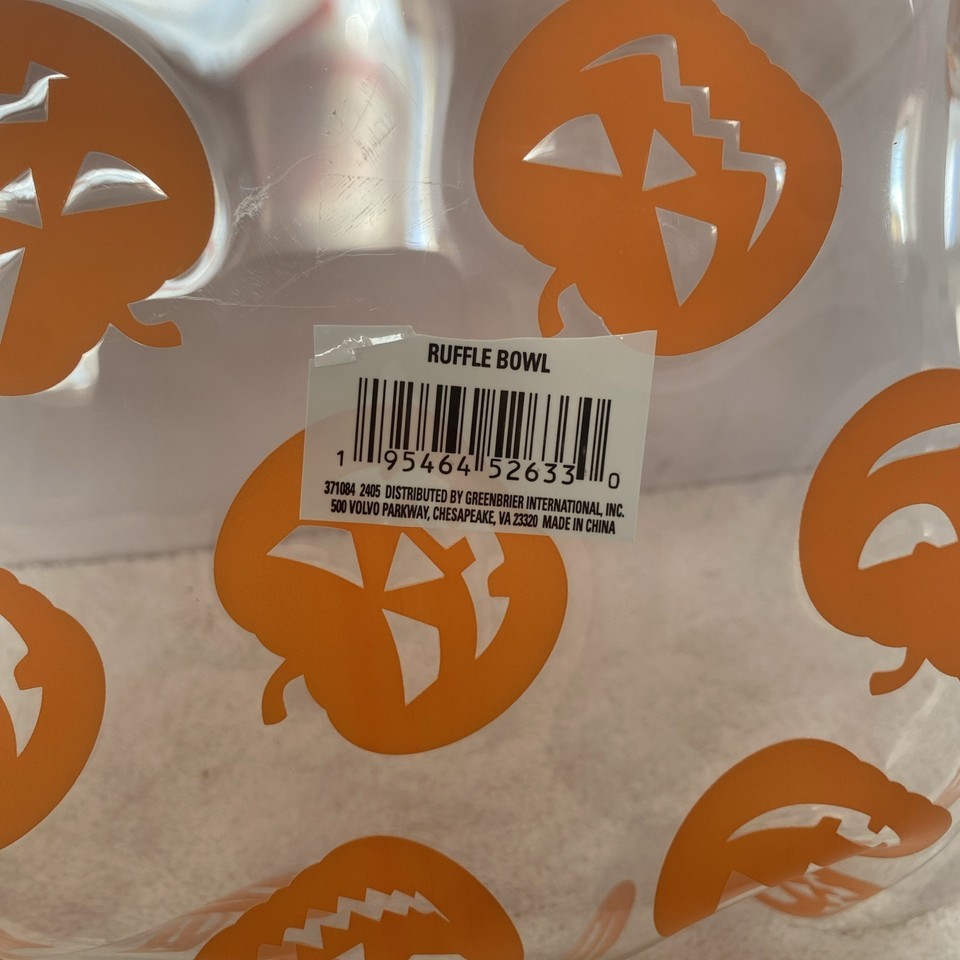 RUFFLE BOWL
1 95464 52633 0
371084 2405 DISTRIBUTED BY GREENBRIER INTERNATIONAL, INC.
500 VOLVO PARKWAY, CHESAPEAKE, VA 23320 MADE IN CHINA